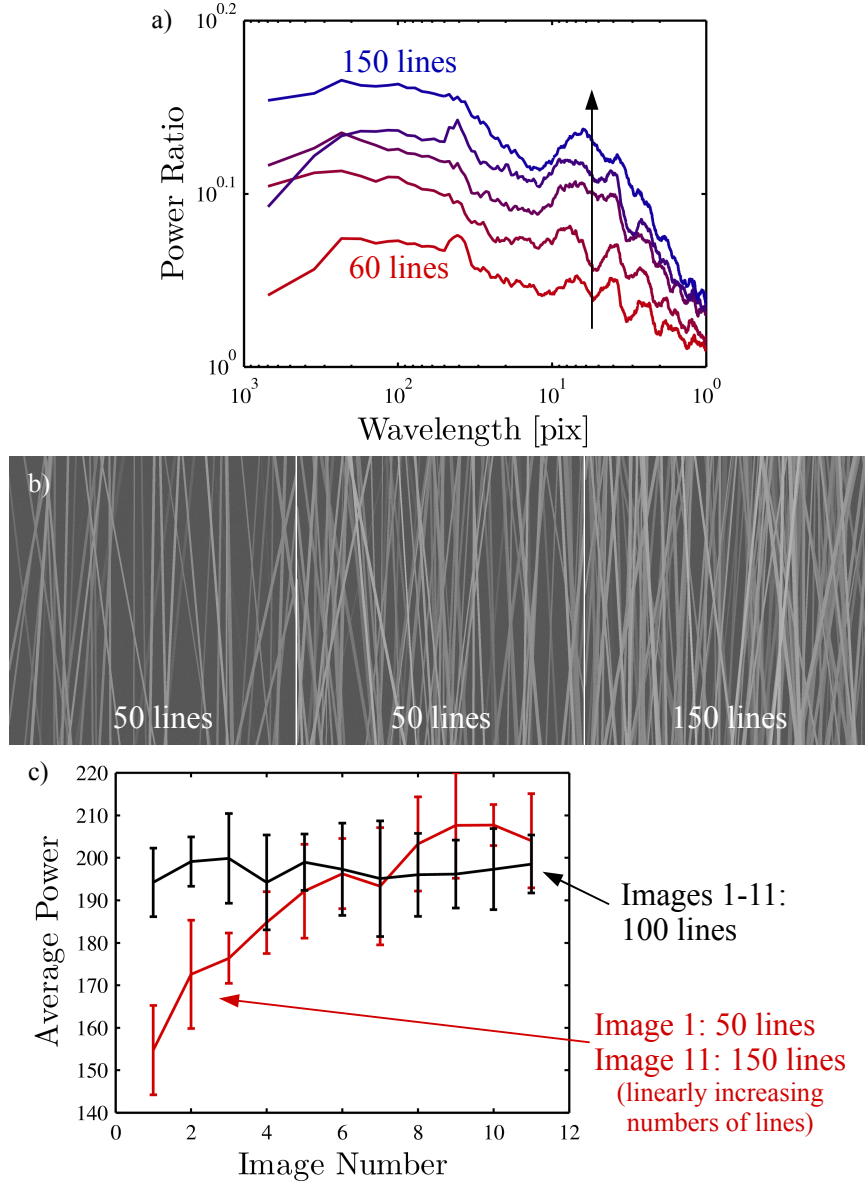 a)
10^0.2
10^0.1
10^0
Power Ratio
150 lines
60 lines
10^3
10^2
10^1
10^0
Wavelength [pix]
b)
50 lines
50 lines
150 lines
c)
220
210
200
190
180
170
160
150
140
Average Power
0
2
4
6
8
10
12
Image Number
Images 1-11:
100 lines
Image 1: 50 lines
Image 11: 150 lines
(linearly increasing
numbers of lines)